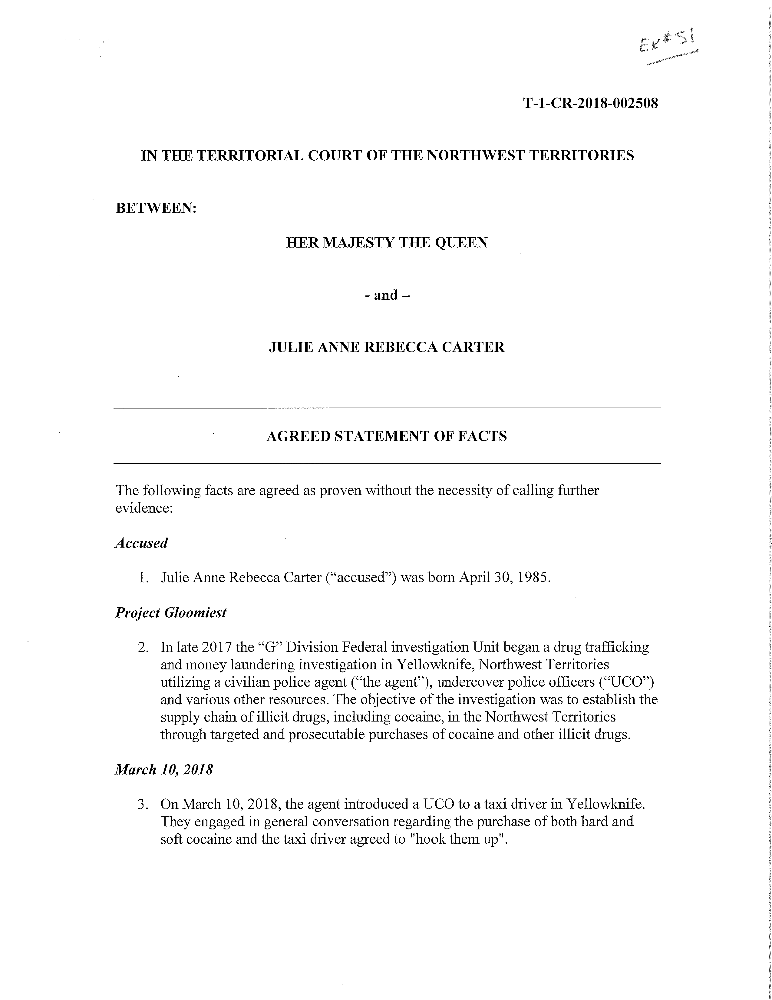 Ex#S1
T-1-CR-2018-002508
IN THE TERRITORIAL COURT OF THE NORTHWEST TERRITORIES
BETWEEN:
HER MAJESTY THE QUEEN
- and –
JULIE ANNE REBECCA CARTER
AGREED STATEMENT OF FACTS
The following facts are agreed as proven without the necessity of calling further
evidence:
Accused
1. Julie Anne Rebecca Carter (“accused”) was born April 30, 1985.
Project Gloomiest
2. In late 2017 the “G” Division Federal investigation Unit began a drug trafficking
and money laundering investigation in Yellowknife, Northwest Territories
utilizing a civilian police agent (“the agent”), undercover police officers (“UCO”)
and various other resources. The objective of the investigation was to establish the
supply chain of illicit drugs, including cocaine, in the Northwest Territories
through targeted and prosecutable purchases of cocaine and other illicit drugs.
March 10, 2018
3. On March 10, 2018, the agent introduced a UCO to a taxi driver in Yellowknife.
They engaged in general conversation regarding the purchase of both hard and
soft cocaine and the taxi driver agreed to "hook them up".